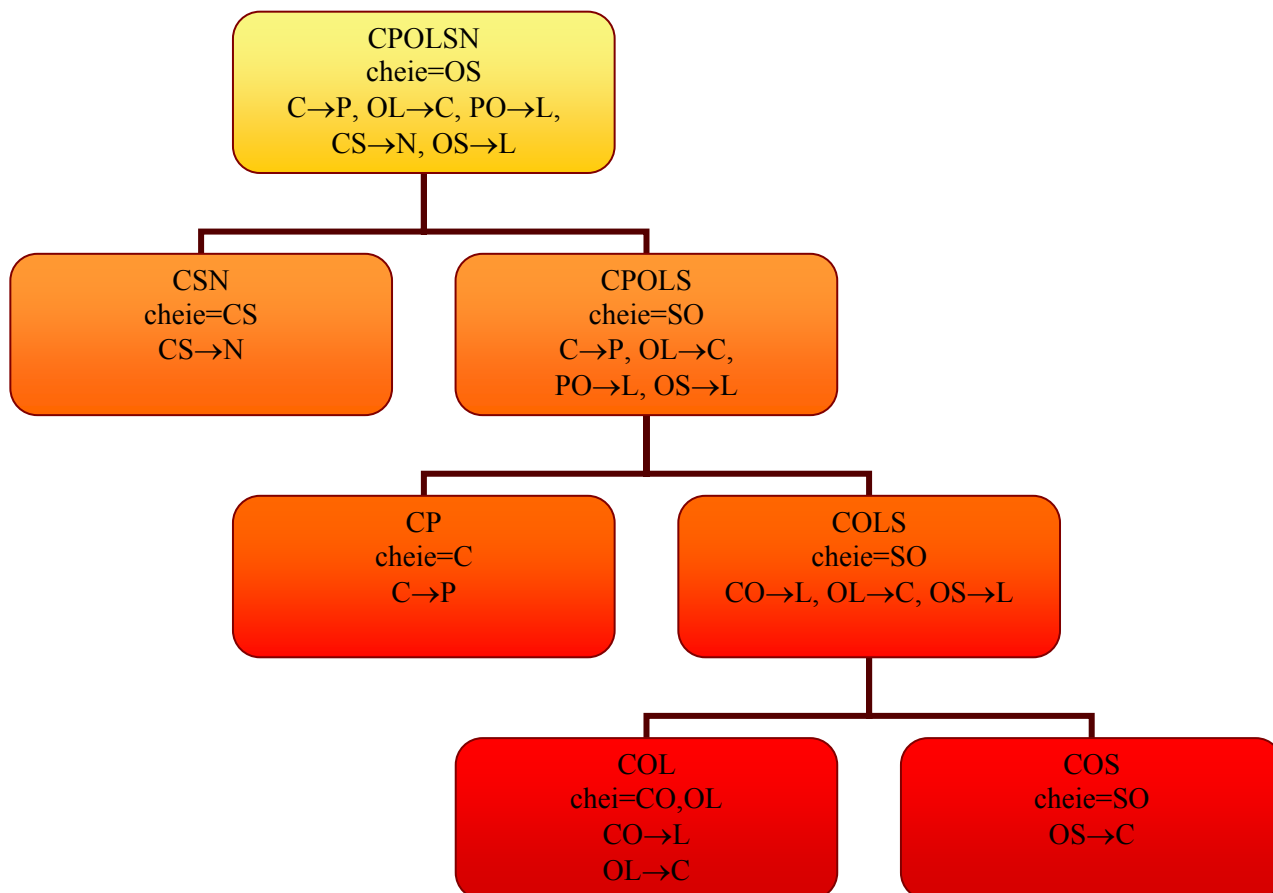 CPOLSN
cheie=OS
C→P, OL→C, PO→L,
CS→N, OS→L
CSN
cheie=CS
CS→N
CPOLS
cheie=SO
C→P, OL→C,
PO→L, OS→L
CP
cheie=C
C→P
COLS
cheie=SO
CO→L, OL→C, OS→L
COL
chei=CO,OL
CO→L
OL→C
COS
cheie=SO
OS→C